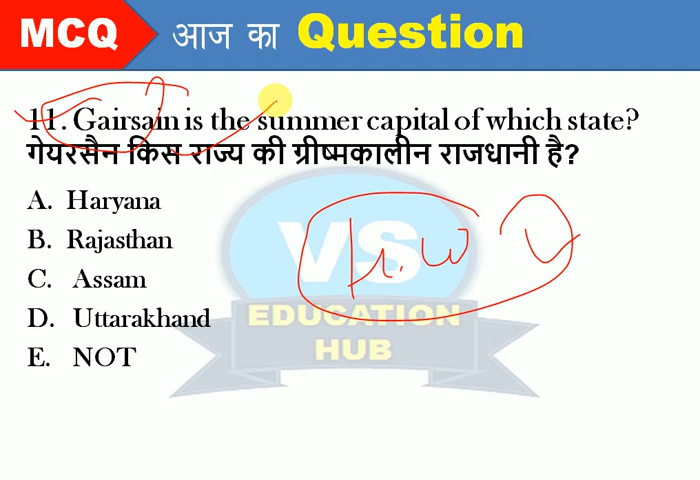 MCQ आज का Question
11. Gairsain is the summer capital of which state?
गेयरसैन किस राज्य की ग्रीष्मकालीन राजधानी है?
A. Haryana
B. Rajasthan
C. Assam
D. Uttarakhand
E. NOT
VS
EDUCATION
HUB
H.W